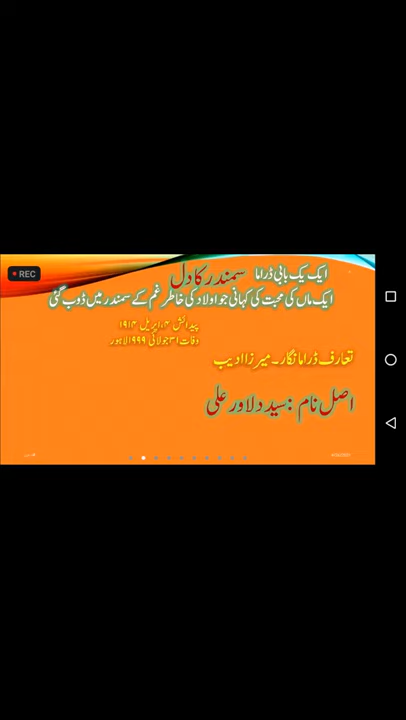 REC
ایک یک بابی ڈراما سمندر کا دل
ایک ماں کی محبت کی کہانی جو اولاد کی خاطر غم کے سمندر میں ڈوب گئی
پیدائش ۴، اپریل ۱۹۱۴
وفات ۳۱ جولائی ۱۹۹۹ لاہور
تعارف ڈراما نگار۔ میرزا ادیب
اصل نام : سید دلاور علی